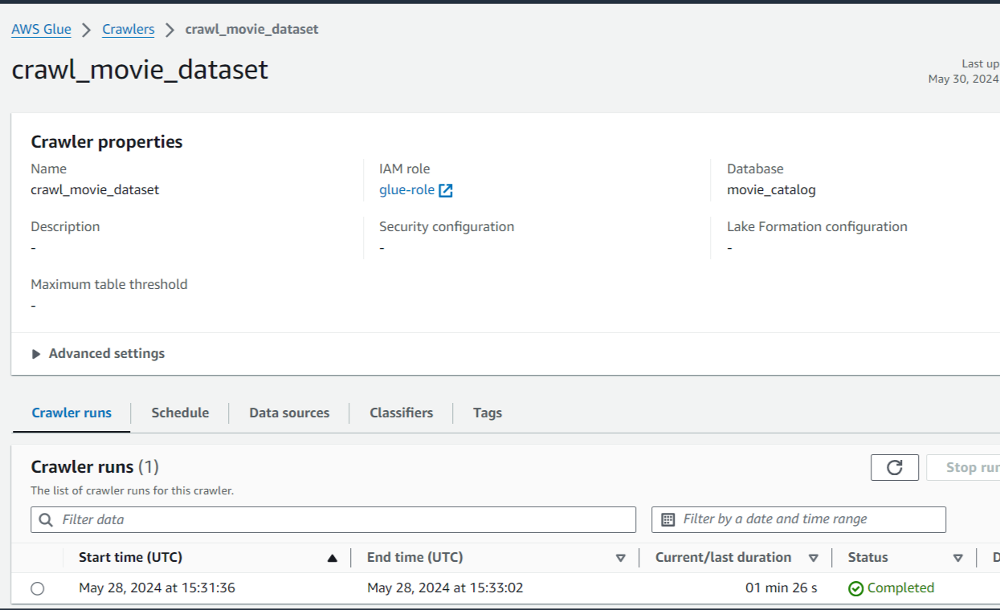 AWS Glue > Crawlers > crawl_movie_dataset
crawl_movie_dataset
Last up
May 30, 2024
Crawler properties
Name
crawl_movie_dataset
IAM role
glue-role
Database
movie_catalog
Description
-
Security configuration
-
Lake Formation configuration
-
Maximum table threshold
-
Advanced settings
Crawler runs Schedule Data sources Classifiers Tags
Crawler runs (1)
Stop rur
The list of crawler runs for this crawler.
Filter data
Filter by a date and time range
Start time (UTC) End time (UTC) Current/last duration Status D
May 28, 2024 at 15:31:36 May 28, 2024 at 15:33:02 01 min 26 s Completed